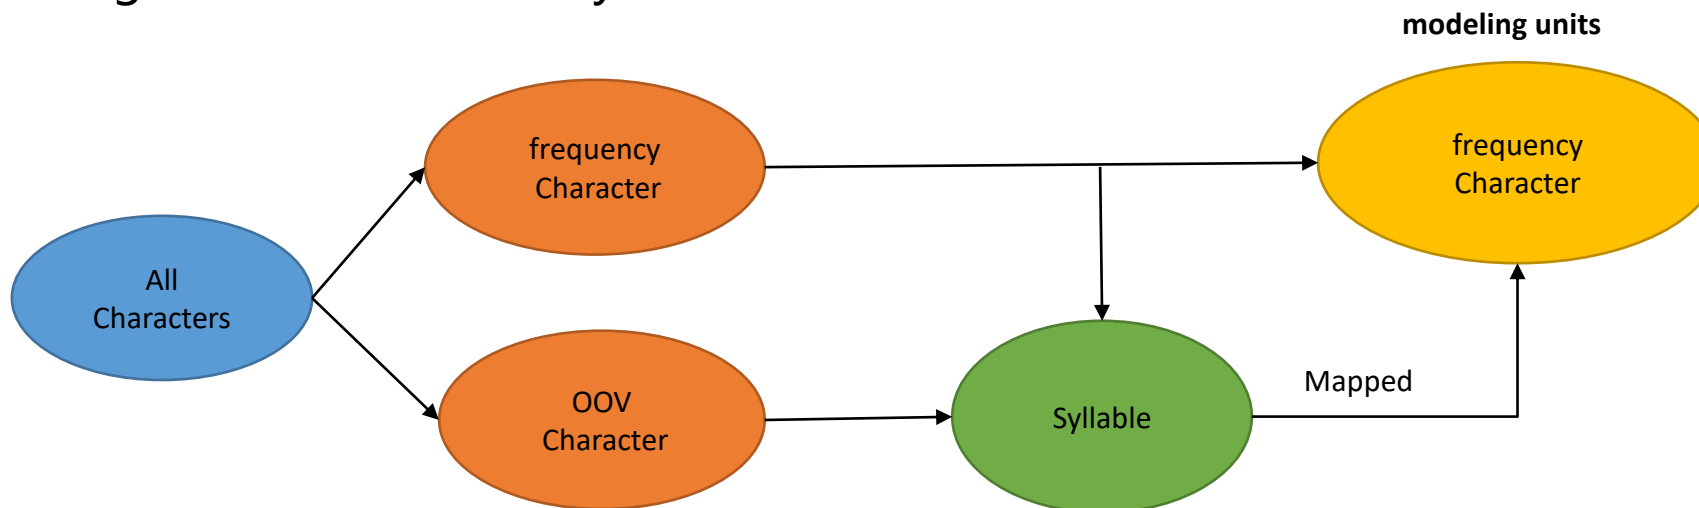 modeling units
frequency
Character
frequency
Character
All
Characters
OOV
Character
Syllable
Mapped